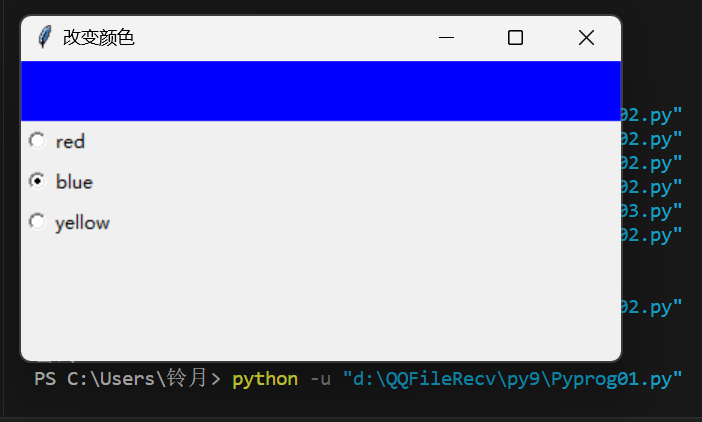 改变颜色
02.py"
red
02.py"
02.py"
blue
02.py"
03.py"
yellow
02.py"
02.py"
PS C:\Users\铃月> python -u "d:\QQFileRecv\py9\Pyprog01.py"